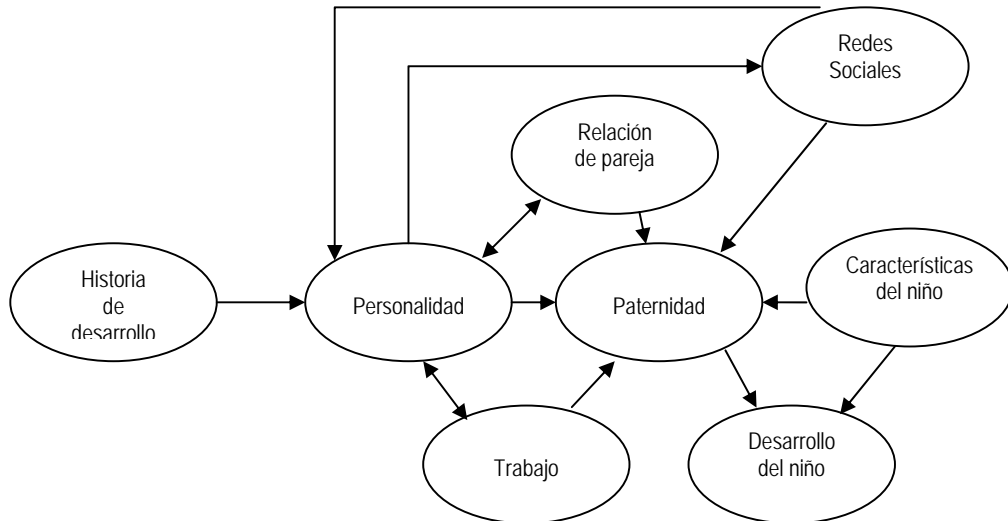 Redes
Sociales
Relación
de pareja
Historia
de
desarrollo
Personalidad
Paternidad
Características
del niño
Trabajo
Desarrollo
del niño